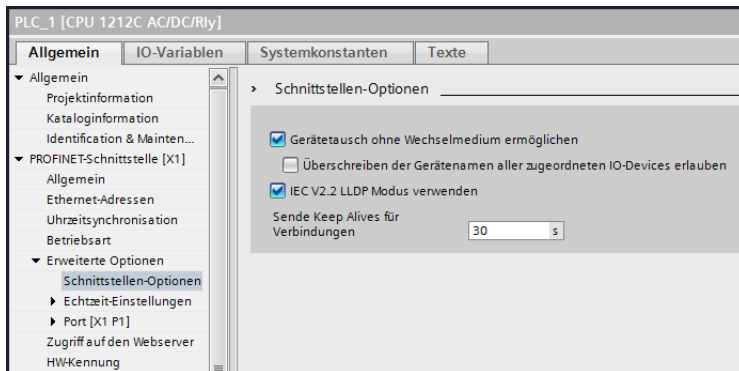 PLC_1 [CPU 1212C AC/DC/Rly]
Allgemein IO-Variablen Systemkonstanten Texte
Allgemein
Projektinformation
Kataloginformation
Identification & Mainten...
PROFINET-Schnittstelle [X1]
Allgemein
Ethernet-Adressen
Uhrzeitsynchronisation
Betriebsart
Erweiterte Optionen
Schnittstellen-Optionen
Echtzeit-Einstellungen
Port [X1 P1]
Zugriff auf den Webserver
HW-Kennung
Schnittstellen-Optionen
Gerätetausch ohne Wechselmedium ermöglichen
Überschreiben der Gerätenamen aller zugeordneten IO-Devices erlauben
IEC V2.2 LLDP Modus verwenden
Sende Keep Alives für
Verbindungen 30 s